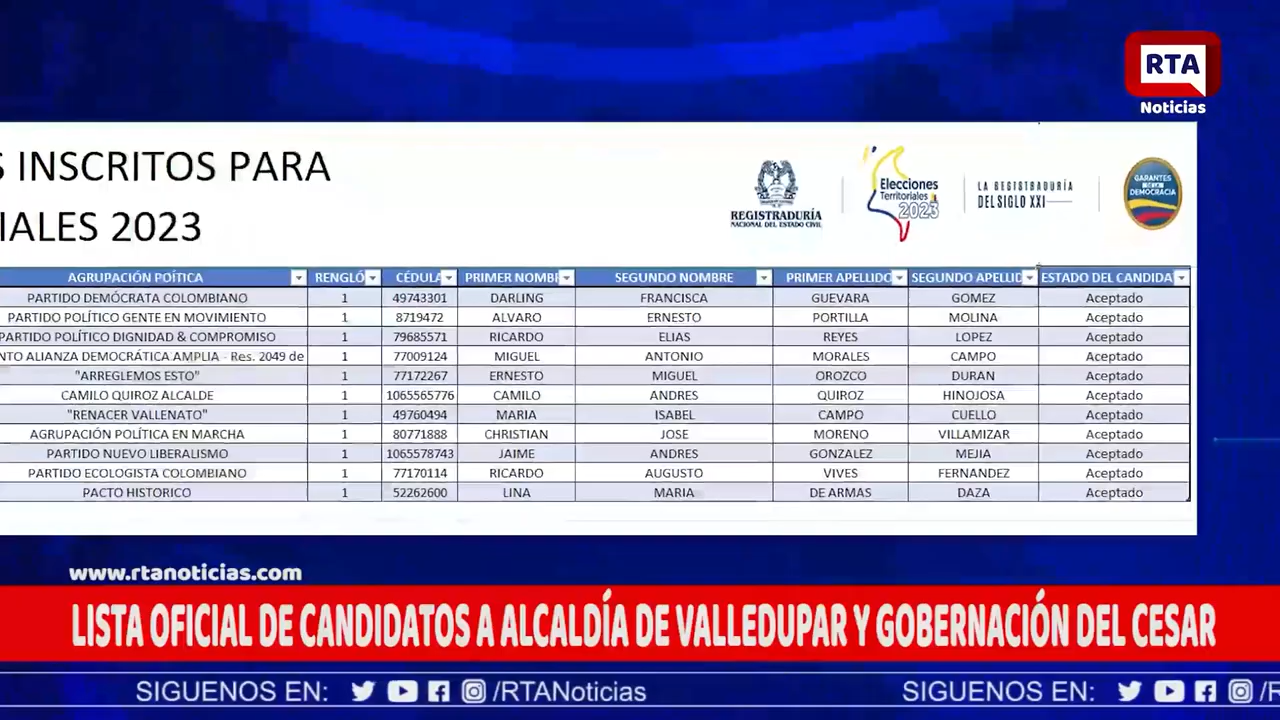 RTA
Noticias
S INSCRITOS PARA
IALES 2023
REGISTRADURÍA
NACIONAL DEL ESTADO CIVIL
Elecciones
Territoriales
2023
LA REGISTRADURÍA
DEL SIGLO XXI
GARANTES
DE LA
DEMOCRACIA
AGRUPACIÓN POÍTICA RENGLÓ CÉDULA PRIMER NOMBR SEGUNDO NOMBRE PRIMER APELLIDO SEGUNDO APELLID ESTADO DEL CANDIDA
PARTIDO DEMÓCRATA COLOMBIANO 1 49743301 DARLING FRANCISCA GUEVARA GOMEZ Aceptado
PARTIDO POLÍTICO GENTE EN MOVIMIENTO 1 8719472 ALVARO ERNESTO PORTILLA MOLINA Aceptado
PARTIDO POLÍTICO DIGNIDAD & COMPROMISO 1 79685571 RICARDO ELIAS REYES LOPEZ Aceptado
NTO ALIANZA DEMOCRÁTICA AMPLIA - Res. 2049 de 1 77009124 MIGUEL ANTONIO MORALES CAMPO Aceptado
"ARREGLEMOS ESTO" 1 77172267 ERNESTO MIGUEL OROZCO DURAN Aceptado
CAMILO QUIROZ ALCALDE 1 1065565776 CAMILO ANDRES QUIROZ HINOJOSA Aceptado
"RENACER VALLENATO" 1 49760494 MARIA ISABEL CAMPO CUELLO Aceptado
AGRUPACIÓN POLÍTICA EN MARCHA 1 80771888 CHRISTIAN JOSE MORENO VILLAMIZAR Aceptado
PARTIDO NUEVO LIBERALISMO 1 1065578743 JAIME ANDRES GONZALEZ MEJIA Aceptado
PARTIDO ECOLOGISTA COLOMBIANO 1 77170114 RICARDO AUGUSTO VIVES FERNANDEZ Aceptado
PACTO HISTORICO 1 52262600 LINA MARIA DE ARMAS DAZA Aceptado
www.rtanoticias.com
LISTA OFICIAL DE CANDIDATOS A ALCALDÍA DE VALLEDUPAR Y GOBERNACIÓN DEL CESAR
SIGUENOS EN: /RTANoticias SIGUENOS EN: /R